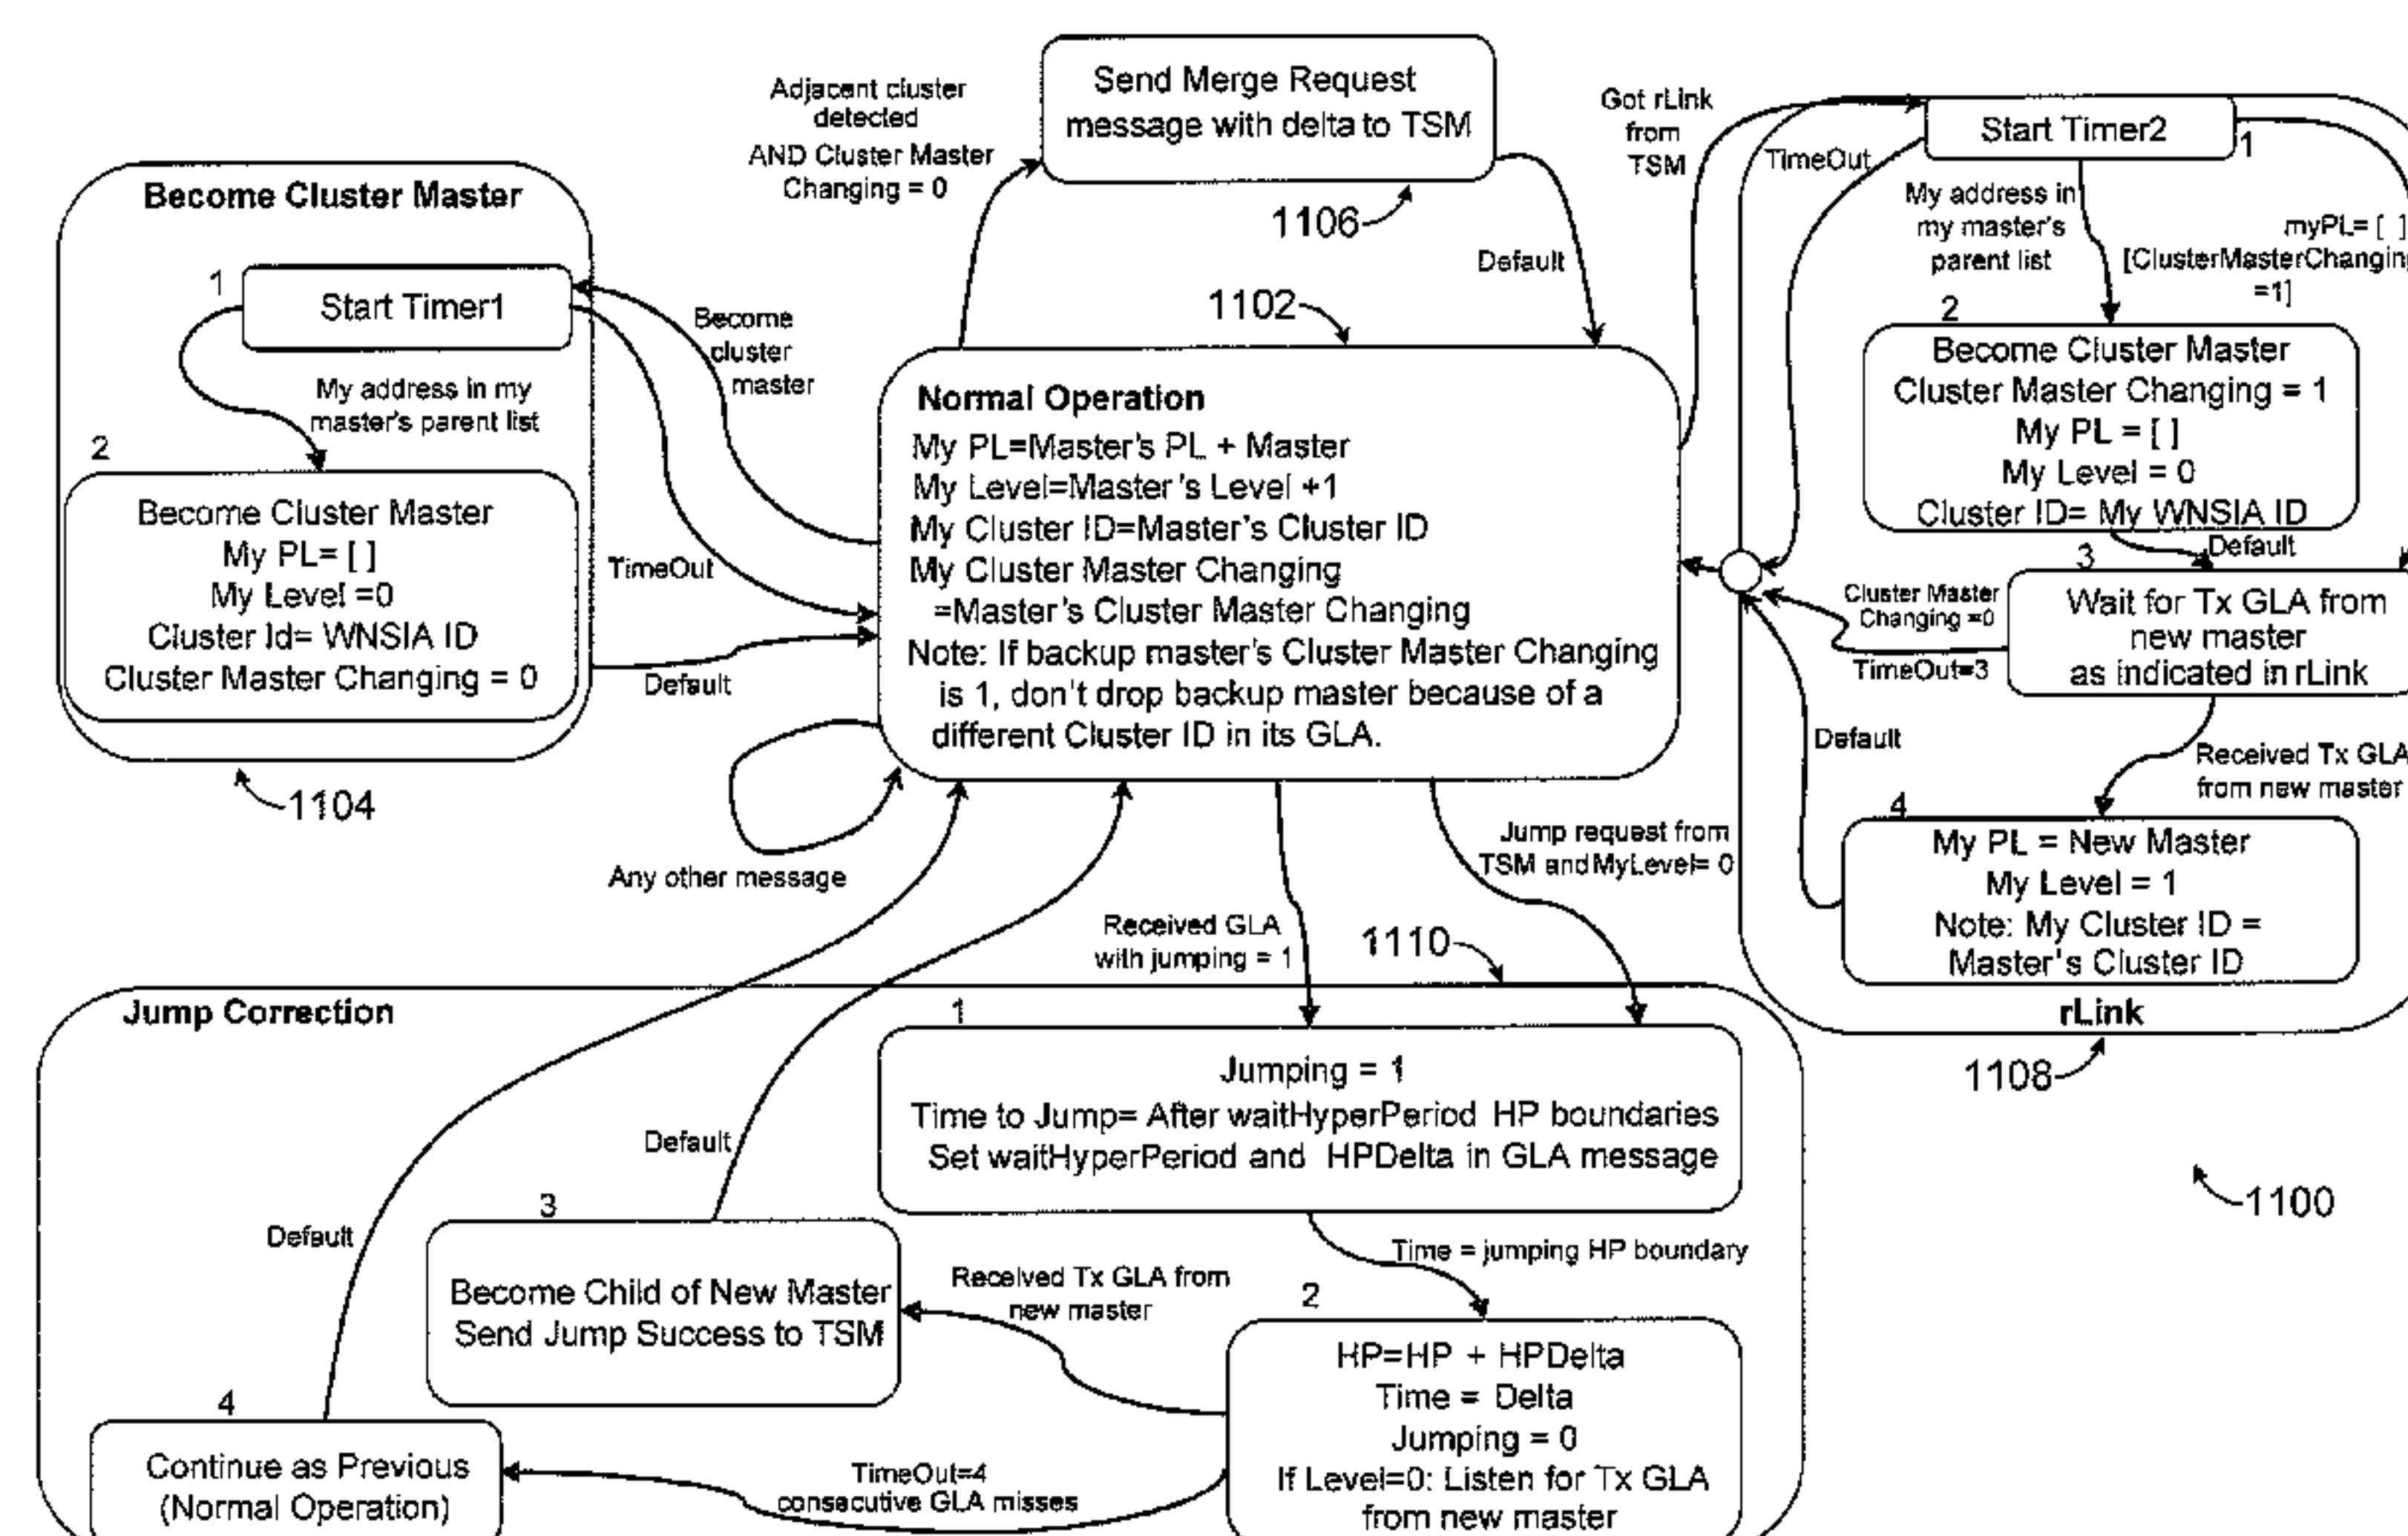 Adjacent cluster
detected
AND Cluster Master
Changing = 0
Send Merge Request
message with delta to TSM
1106
Default
Got rLink
from
TSM
Become Cluster Master
1
Start Timer1
My address in my
master's parent list
2
Become Cluster Master
My PL= [ ]
My Level =0
Cluster Id= WNSIA ID
Cluster Master Changing = 0
1104
Become
cluster
master
TimeOut
Default
1102
Normal Operation
My PL=Master's PL + Master
My Level=Master's Level +1
My Cluster ID=Master's Cluster ID
My Cluster Master Changing
=Master's Cluster Master Changing
Note: If backup master's Cluster Master Changing
is 1, don't drop backup master because of a
different Cluster ID in its GLA.
Any other message
Start Timer2
1
TimeOut
My address in
my master's
parent list
myPL= [ ]
[ClusterMasterChanging
=1]
2
Become Cluster Master
Cluster Master Changing = 1
My PL = [ ]
My Level = 0
Cluster ID= My WNSIA ID
Default
3
Wait for Tx GLA from
new master
as indicated in rLink
Cluster Master
Changing =0
TimeOut=3
Default
Received Tx GLA
from new master
4
My PL = New Master
My Level = 1
Note: My Cluster ID =
Master's Cluster ID
rLink
1108
1100
Received GLA
with jumping = 1
Jump request from
TSM and MyLevel= 0
1110
Jump Correction
1
Jumping = 1
Time to Jump= After waitHyperPeriod HP boundaries
Set waitHyperPeriod and HPDelta in GLA message
Time = jumping HP boundary
2
HP=HP + HPDelta
Time = Delta
Jumping = 0
If Level=0: Listen for Tx GLA
from new master
Received Tx GLA from
new master
3
Become Child of New Master
Send Jump Success to TSM
Default
TimeOut=4
consecutive GLA misses
4
Continue as Previous
(Normal Operation)
Default